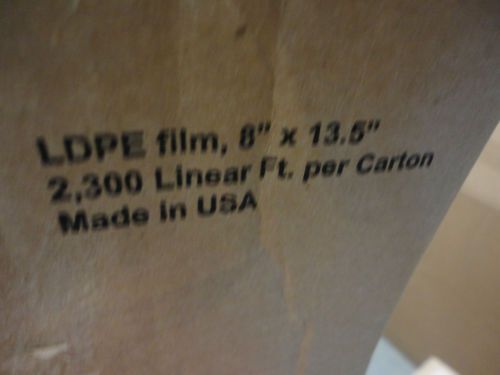 LDPE film, 8" x 13.5"
2,300 Linear Ft. per Carton
Made in USA